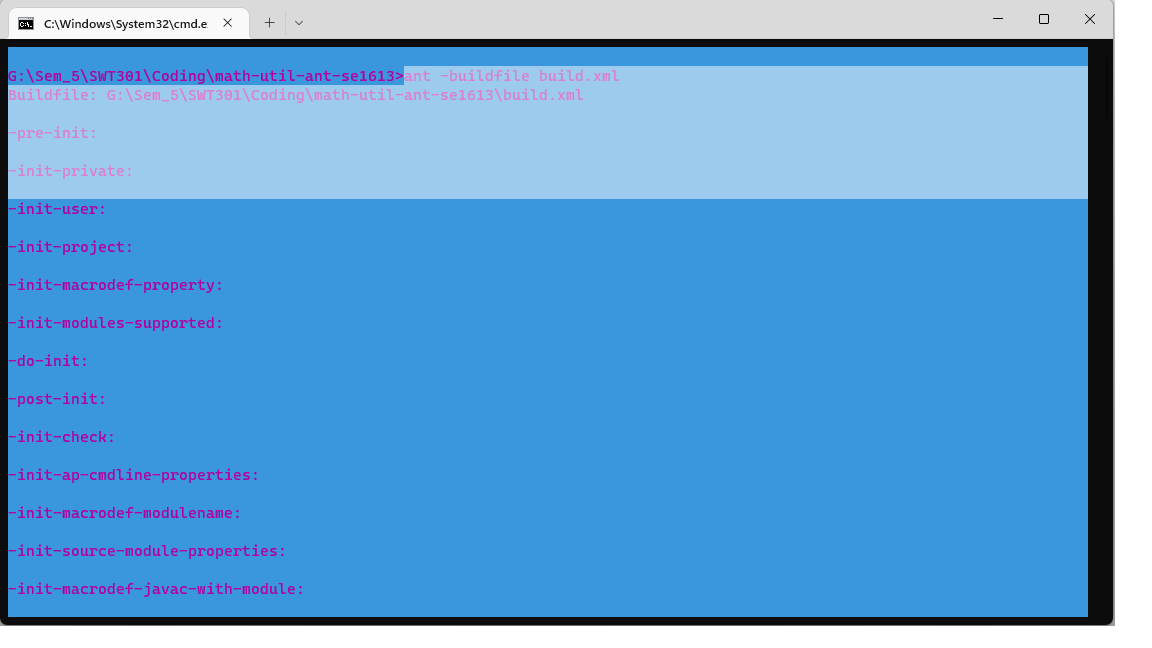 C:\Windows\System32\cmd.e
G:\Sem_5\SWT301\Coding\math-util-ant-se1613>ant -buildfile build.xml
Buildfile: G:\Sem_5\SWT301\Coding\math-util-ant-se1613\build.xml
-pre-init:
-init-private:
-init-user:
-init-project:
-init-macrodef-property:
-init-modules-supported:
-do-init:
-post-init:
-init-check:
-init-ap-cmdline-properties:
-init-macrodef-modulename:
-init-source-module-properties:
-init-macrodef-javac-with-module: